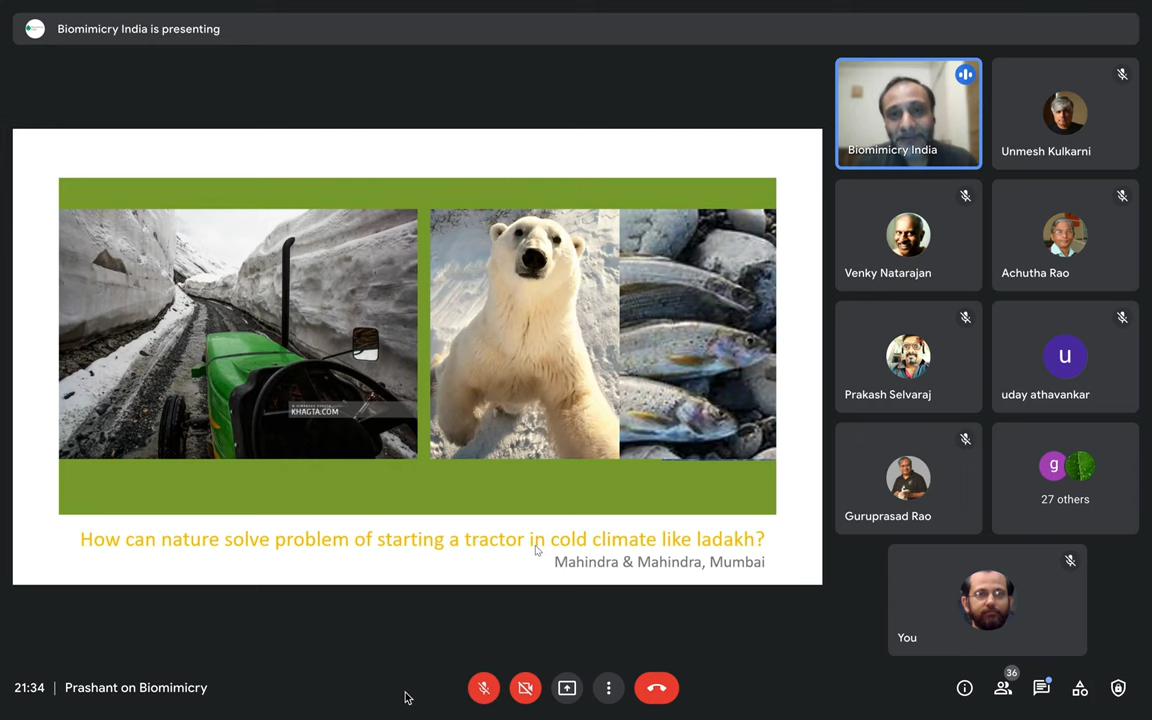 Biomimicry India is presenting
KHAGTA.COM
How can nature solve problem of starting a tractor in cold climate like ladakh?
Mahindra & Mahindra, Mumbai
Biomimicry India
Unmesh Kulkarni
Venky Natarajan
Achutha Rao
Prakash Selvaraj
u
uday athavankar
Guruprasad Rao
g
27 others
You
21:34 | Prashant on Biomimicry
36